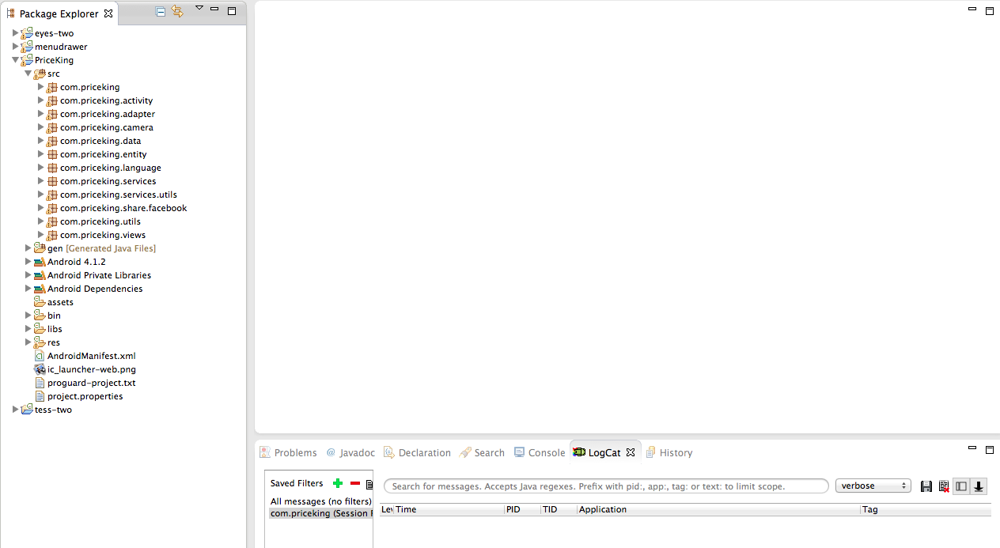 Package Explorer
eyes-two
menudrawer
PriceKing
src
com.priceking
com.priceking.activity
com.priceking.adapter
com.priceking.camera
com.priceking.data
com.priceking.entity
com.priceking.language
com.priceking.services
com.priceking.services.utils
com.priceking.share.facebook
com.priceking.utils
com.priceking.views
gen [Generated Java Files]
Android 4.1.2
Android Private Libraries
Android Dependencies
assets
bin
libs
res
AndroidManifest.xml
ic_launcher-web.png
proguard-project.txt
project.properties
tess-two
Problems @ Javadoc Declaration Search Console LogCat History
Saved Filters
All messages (no filters)
com.priceking (Session F
Search for messages. Accepts Java regexes. Prefix with pid:, app:, tag: or text: to limit scope.
verbose
Lev Time PID TID Application Tag